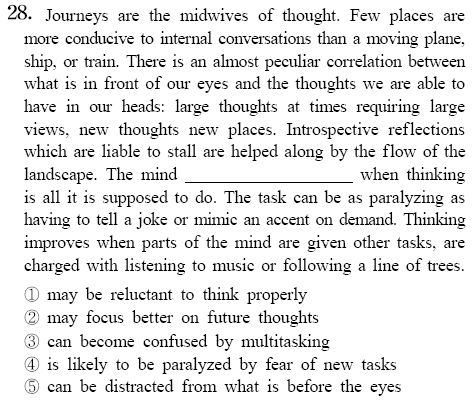 28. Journeys are the midwives of thought. Few places are
more conducive to internal conversations than a moving plane,
ship, or train. There is an almost peculiar correlation between
what is in front of our eyes and the thoughts we are able to
have in our heads: large thoughts at times requiring large
views, new thoughts new places. Introspective reflections
which are liable to stall are helped along by the flow of the
landscape. The mind ____________________ when thinking
is all it is supposed to do. The task can be as paralyzing as
having to tell a joke or mimic an accent on demand. Thinking
improves when parts of the mind are given other tasks, are
charged with listening to music or following a line of trees.
① may be reluctant to think properly
② may focus better on future thoughts
③ can become confused by multitasking
④ is likely to be paralyzed by fear of new tasks
⑤ can be distracted from what is before the eyes